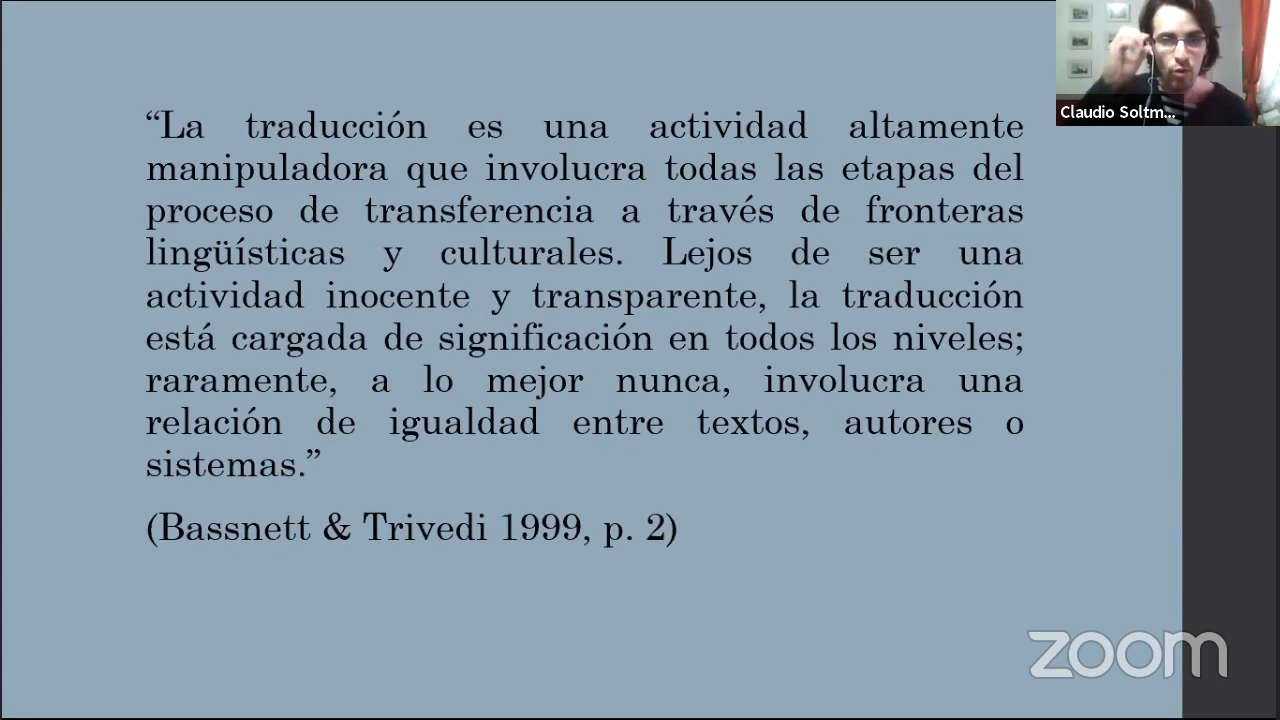 “La traducción es una actividad altamente
manipuladora que involucra todas las etapas del
proceso de transferencia a través de fronteras
lingüísticas y culturales. Lejos de ser una
actividad inocente y transparente, la traducción
está cargada de significación en todos los niveles;
raramente, a lo mejor nunca, involucra una
relación de igualdad entre textos, autores o
sistemas.”
(Bassnett & Trivedi 1999, p. 2)
Claudio Soltm...
zoom